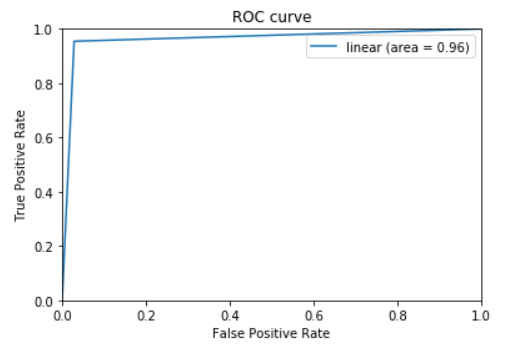 ROC curve
linear (area = 0.96)
1.0
0.8
0.6
0.4
0.2
0.0
True Positive Rate
0.0 0.2 0.4 0.6 0.8 1.0
False Positive Rate